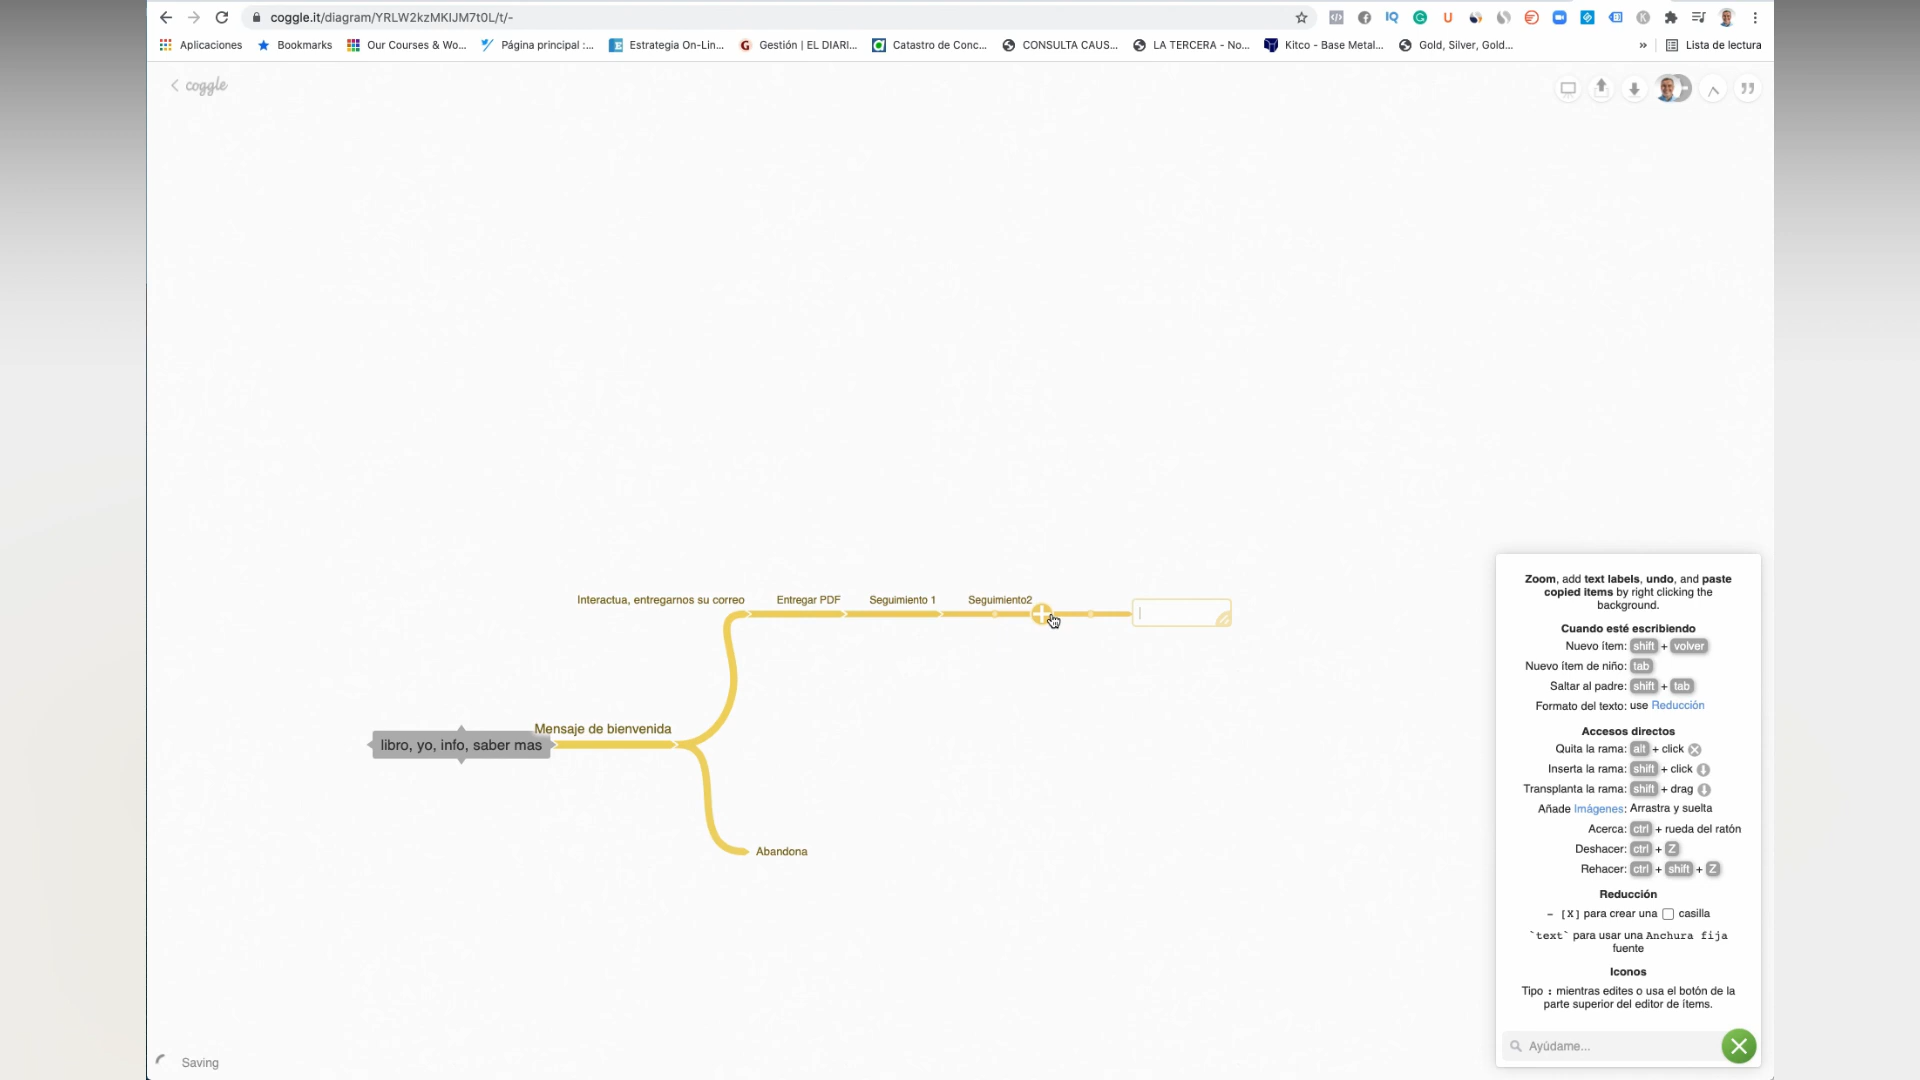 coggle.it/diagram/YRLW2kzMKIJM7t0L/t/-
Aplicaciones
Bookmarks
Our Courses & Wo...
Página principal :...
Estrategia On-Lin...
Gestión | EL DIARI...
Catastro de Conc...
CONSULTA CAUS...
LA TERCERA - No...
Kitco - Base Metal...
Gold, Silver, Gold...
»
Lista de lectura
coggle
Interactua, entregarnos su correo
Entregar PDF
Seguimiento 1
Seguimiento2
Mensaje de bienvenida
libro, yo, info, saber mas
Abandona
Zoom, add text labels, undo, and paste
copied items by right clicking the
background.
Cuando esté escribiendo
Nuevo ítem: shift + volver
Nuevo ítem de niño: tab
Saltar al padre: shift + tab
Formato del texto: use Reducción
Accesos directos
Quita la rama: alt + click
Inserta la rama: shift + click
Transplanta la rama: shift + drag
Añade Imágenes: Arrastra y suelta
Acerca: ctrl + rueda del ratón
Deshacer: ctrl + Z
Rehacer: ctrl + shift + Z
Reducción
- [X] para crear una casilla
`text` para usar una Anchura fija
fuente
Iconos
Tipo : mientras edites o usa el botón de la
parte superior del editor de ítems.
Ayúdame...
Saving